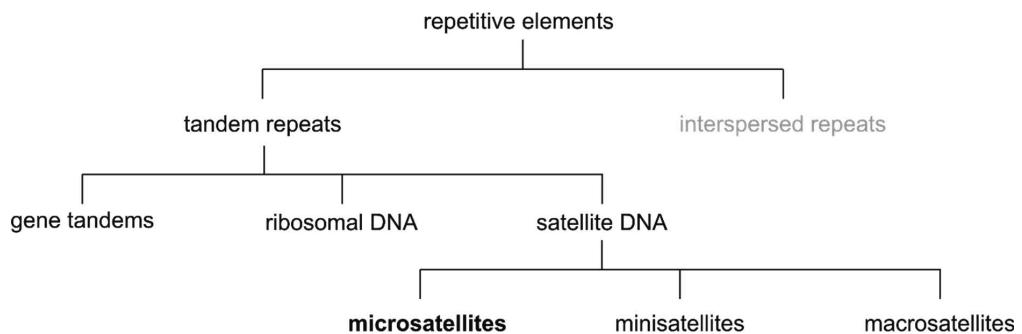 repetitive elements
tandem repeats
interspersed repeats
gene tandems
ribosomal DNA
satellite DNA
microsatellites
minisatellites
macrosatellites